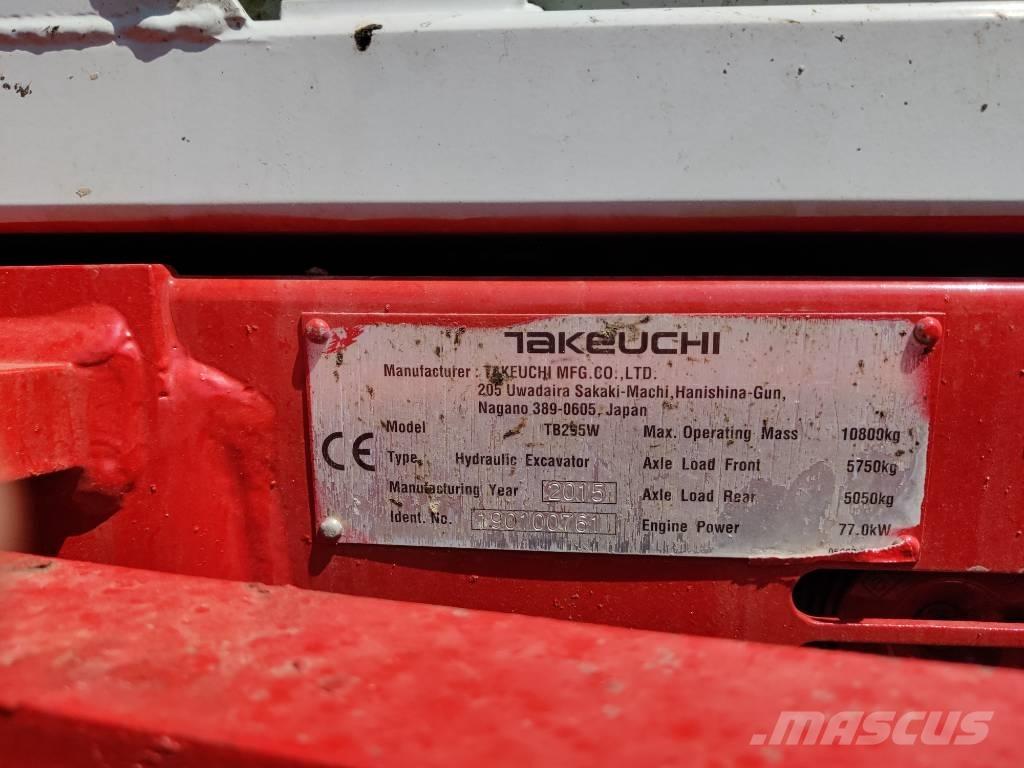 TAKEUCHI
Manufacturer : TAKEUCHI MFG.CO.,LTD.
205 Uwadaira Sakaki-Machi,Hanishina-Gun,
Nagano 389-0605, Japan
CE
Model TB295W
Type Hydraulic Excavator
Manufacturing Year 2015
Ident. No. 190100761
Max. Operating Mass 10800kg
Axle Load Front 5750kg
Axle Load Rear 5050kg
Engine Power 77.0kW
MASCUS